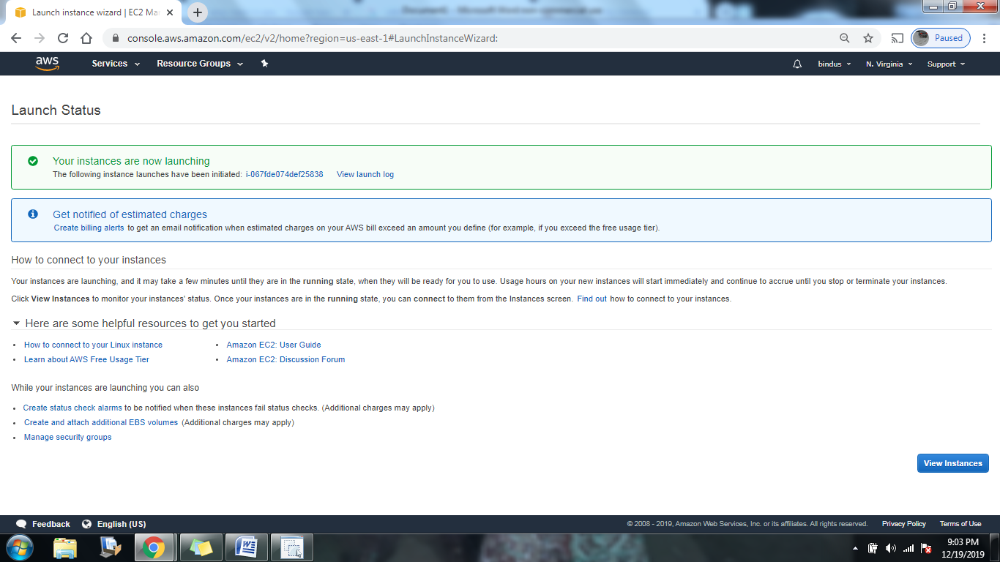 Launch instance wizard | EC2 Ma
console.aws.amazon.com/ec2/v2/home?region=us-east-1#LaunchInstanceWizard:
Paused
aws Services Resource Groups bindus N. Virginia Support
Launch Status
Your instances are now launching
The following instance launches have been initiated: i-067fde074def25838 View launch log
Get notified of estimated charges
Create billing alerts to get an email notification when estimated charges on your AWS bill exceed an amount you define (for example, if you exceed the free usage tier).
How to connect to your instances
Your instances are launching, and it may take a few minutes until they are in the running state, when they will be ready for you to use. Usage hours on your new instances will start immediately and continue to accrue until you stop or terminate your instances.
Click View Instances to monitor your instances' status. Once your instances are in the running state, you can connect to them from the Instances screen. Find out how to connect to your instances.
Here are some helpful resources to get you started
• How to connect to your Linux instance • Amazon EC2: User Guide
• Learn about AWS Free Usage Tier • Amazon EC2: Discussion Forum
While your instances are launching you can also
• Create status check alarms to be notified when these instances fail status checks. (Additional charges may apply)
• Create and attach additional EBS volumes (Additional charges may apply)
• Manage security groups
View Instances
Feedback English (US) © 2008 - 2019, Amazon Web Services, Inc. or its affiliates. All rights reserved. Privacy Policy Terms of Use
9:03 PM
12/19/2019